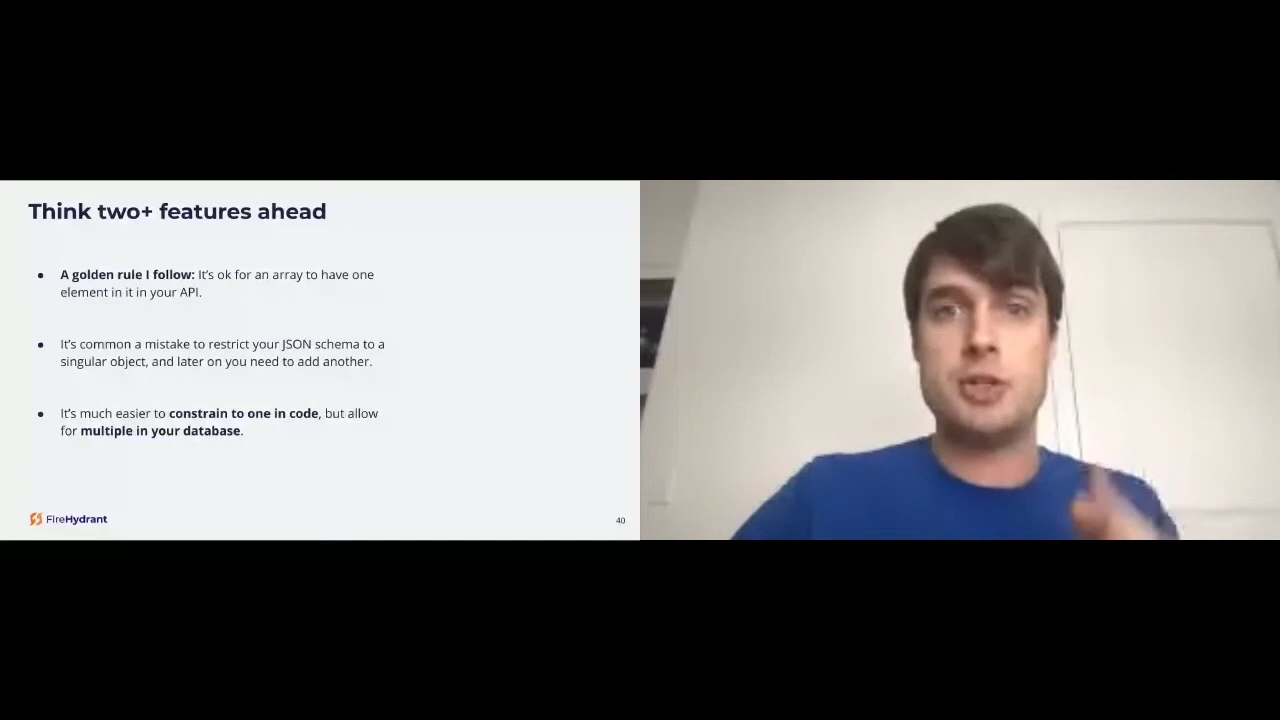 Think two+ features ahead
● A golden rule I follow: It's ok for an array to have one
element in it in your API.
● It's common a mistake to restrict your JSON schema to a
singular object, and later on you need to add another.
● It's much easier to constrain to one in code, but allow
for multiple in your database.
FireHydrant
40